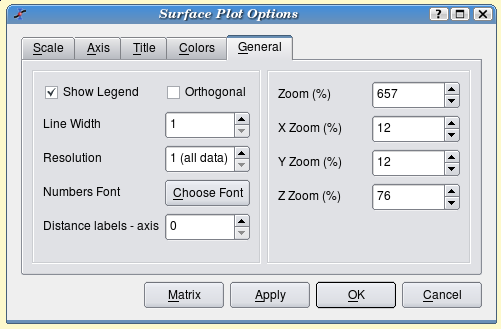 Surface Plot Options
Scale Axis Title Colors General
Show Legend Orthogonal
Line Width 1
Resolution 1 (all data)
Numbers Font Choose Font
Distance labels - axis 0
Zoom (%) 657
X Zoom (%) 12
Y Zoom (%) 12
Z Zoom (%) 76
Matrix Apply OK Cancel